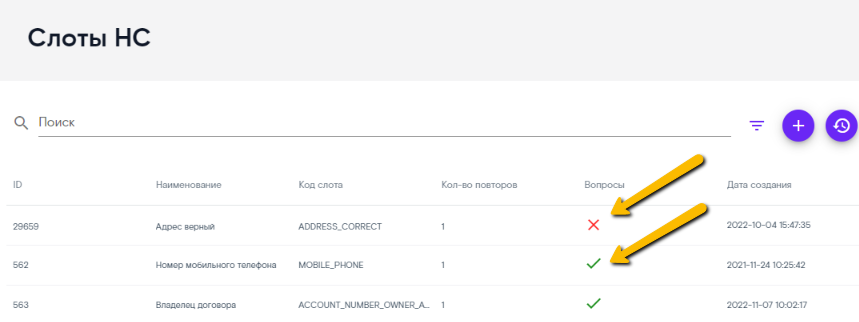 Слоты НС
Поиск
ID Наименование Код слота Кол-во повторов Вопросы Дата создания
29659 Адрес верный ADDRESS_CORRECT 1 2022-10-04 15:47:35
562 Номер мобильного телефона MOBILE_PHONE 1 2021-11-24 10:25:42
563 Владелец договора ACCOUNT_NUMBER_OWNER_A... 1 2022-11-07 10:02:17